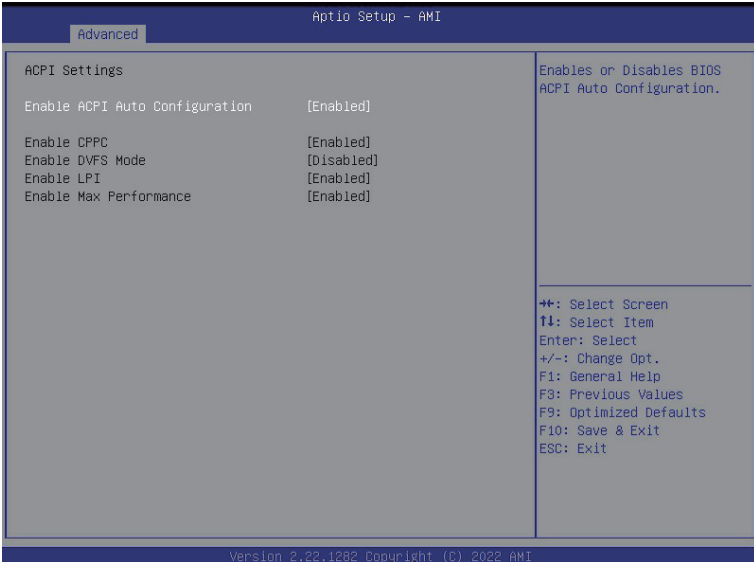 Aptio Setup – AMI
Advanced
ACPI Settings
Enable ACPI Auto Configuration [Enabled]
Enable CPPC [Enabled]
Enable DVFS Mode [Disabled]
Enable LPI [Enabled]
Enable Max Performance [Enabled]
Enables or Disables BIOS
ACPI Auto Configuration.
→←: Select Screen
↑↓: Select Item
Enter: Select
+/-: Change Opt.
F1: General Help
F3: Previous Values
F9: Optimized Defaults
F10: Save & Exit
ESC: Exit
Version 2.22.1282 Copyright (C) 2022 AMI